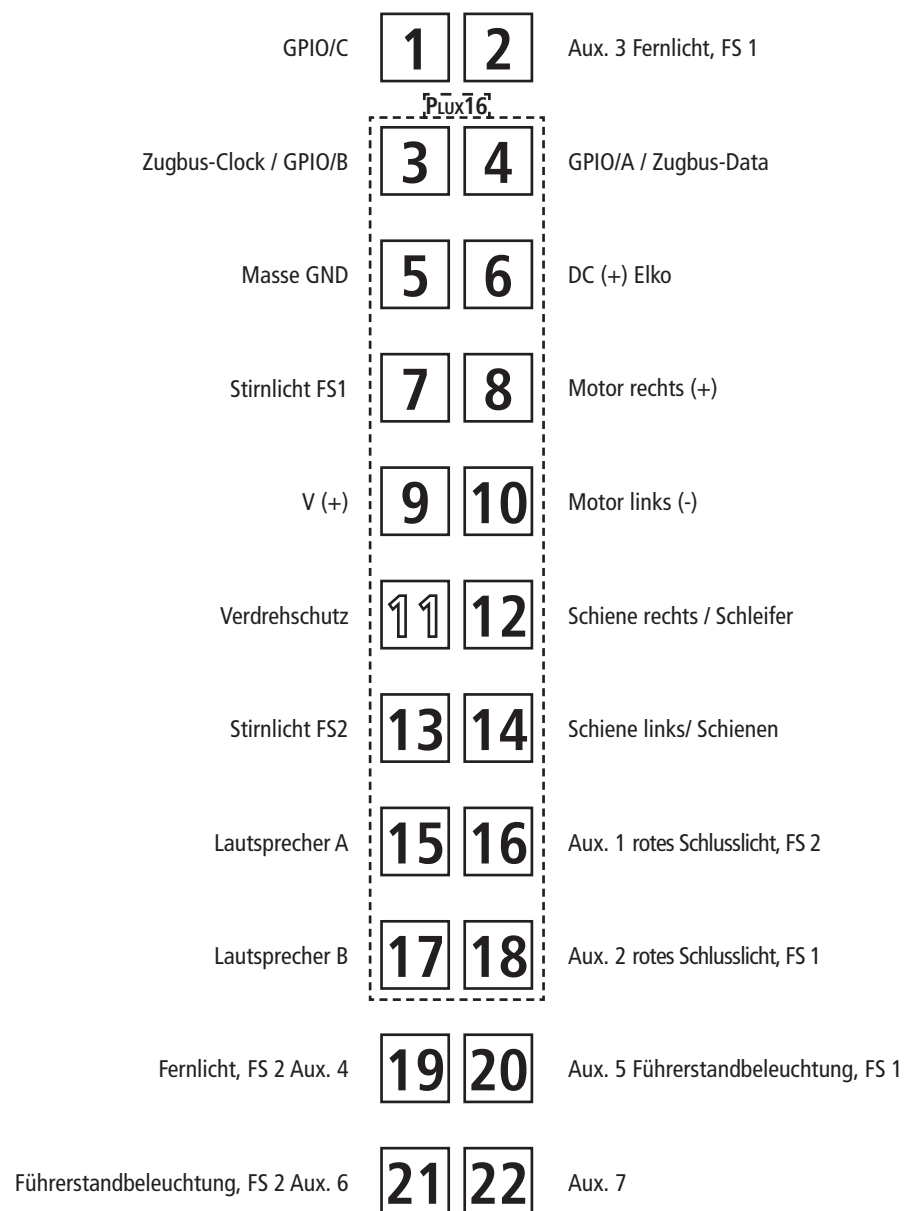 GPIO/C 1 2 Aux. 3 Fernlicht, FS 1
PLUX16
Zugbus-Clock / GPIO/B 3 4 GPIO/A / Zugbus-Data
Masse GND 5 6 DC (+) Elko
Stirnlicht FS1 7 8 Motor rechts (+)
V (+) 9 10 Motor links (-)
Verdrehschutz 11 12 Schiene rechts / Schleifer
Stirnlicht FS2 13 14 Schiene links/ Schienen
Lautsprecher A 15 16 Aux. 1 rotes Schlusslicht, FS 2
Lautsprecher B 17 18 Aux. 2 rotes Schlusslicht, FS 1
Fernlicht, FS 2 Aux. 4 19 20 Aux. 5 Führerstandbeleuchtung, FS 1
Führerstandbeleuchtung, FS 2 Aux. 6 21 22 Aux. 7